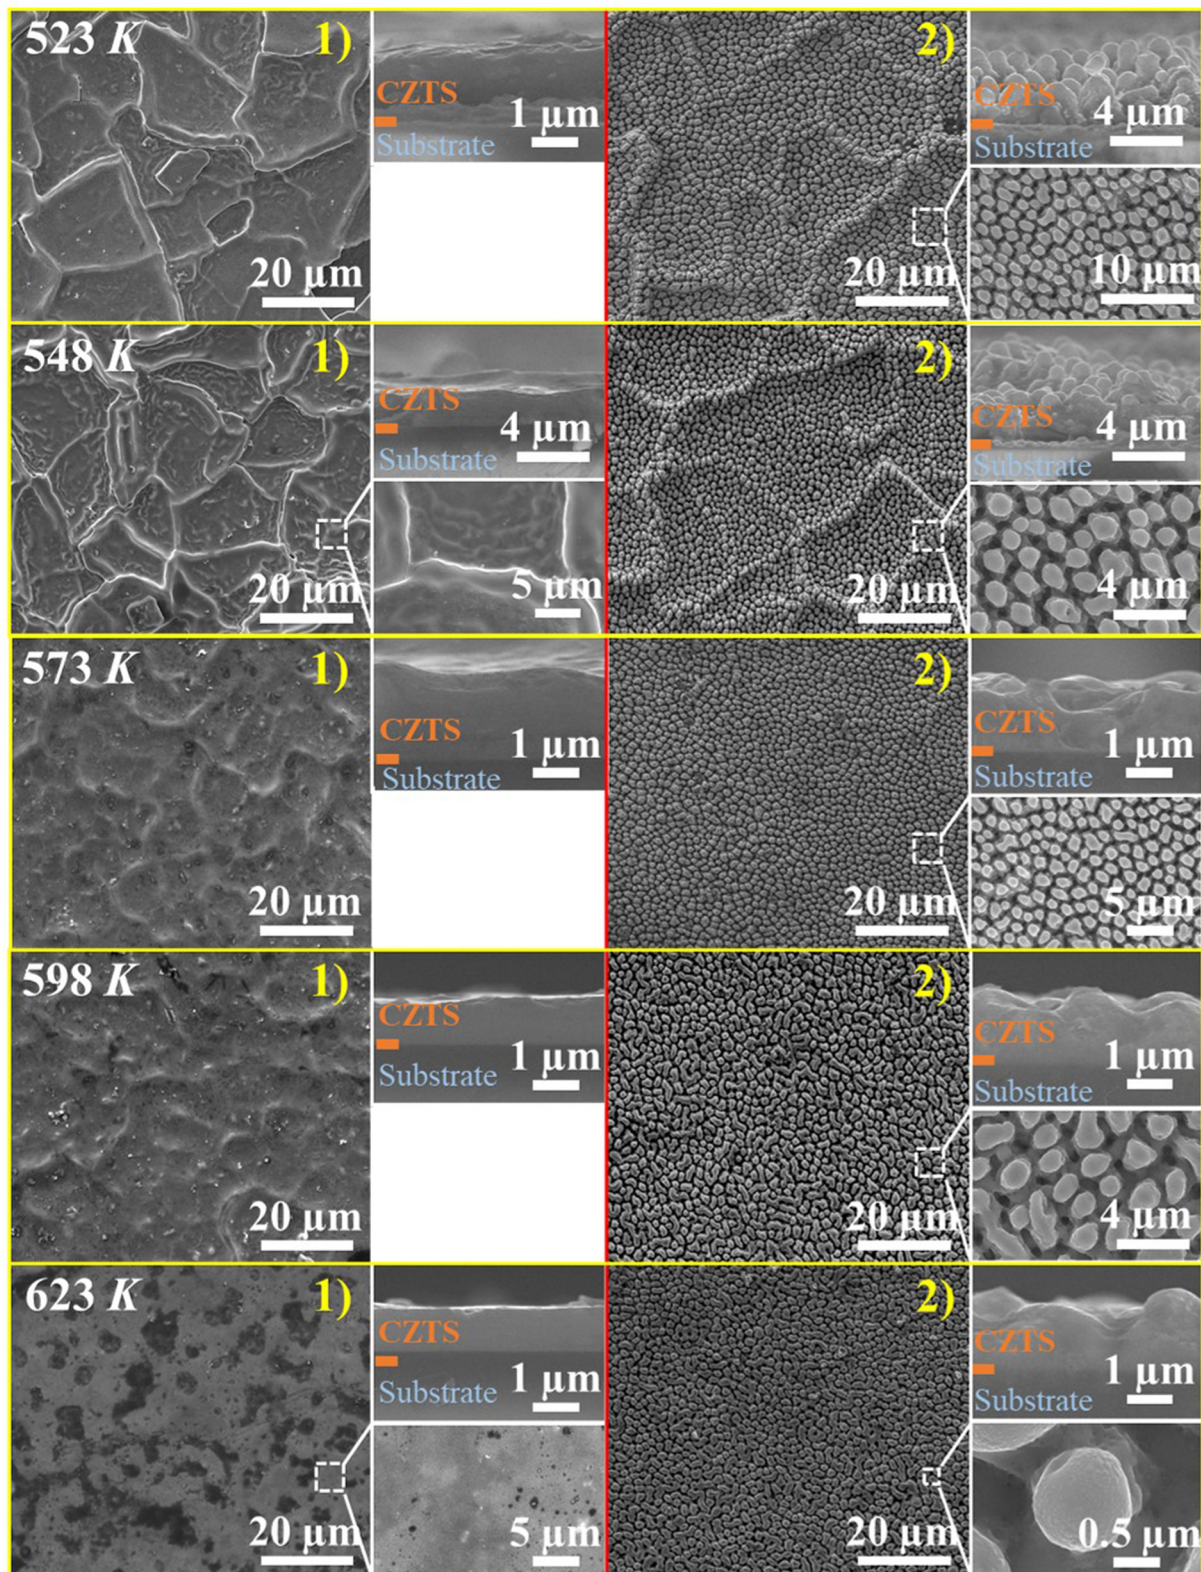 523 K 1) 2)
CZTS 1 µm CZTS 4 µm
Substrate Substrate
20 µm 20 µm 10 µm
548 K 1) 2)
CZTS 4 µm CZTS 4 µm
Substrate Substrate
20 µm 5 µm 20 µm 4 µm
573 K 1) 2)
CZTS 1 µm CZTS 1 µm
Substrate Substrate
20 µm 20 µm 5 µm
598 K 1) 2)
CZTS 1 µm CZTS 1 µm
Substrate Substrate
20 µm 20 µm 4 µm
623 K 1) 2)
CZTS 1 µm CZTS 1 µm
Substrate Substrate
20 µm 5 µm 20 µm 0.5 µm